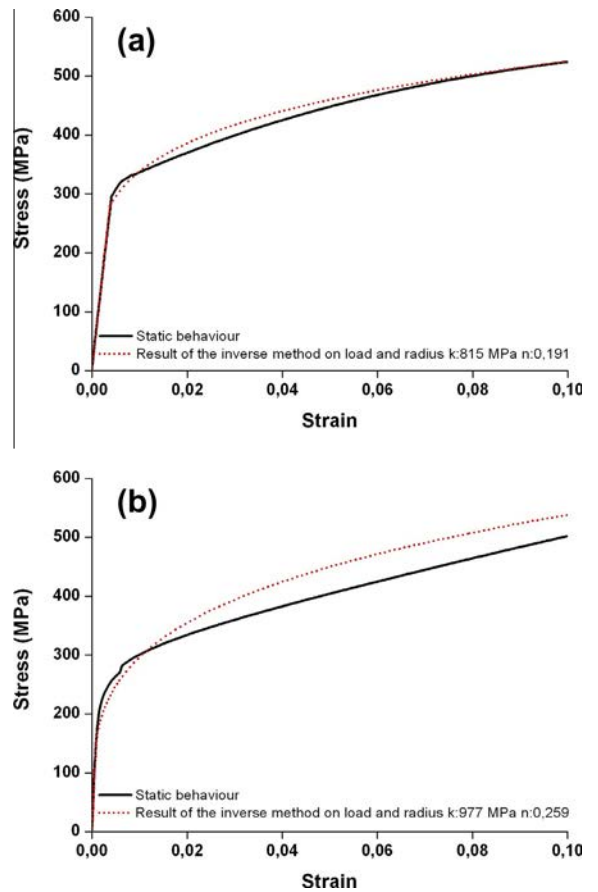 (a)
600
500
400
300
200
100
0
Stress (MPa)
Static behaviour
Result of the inverse method on load and radius k:815 MPa n:0,191
0,00 0,02 0,04 0,06 0,08 0,10
Strain
(b)
600
500
400
300
200
100
0
Stress (MPa)
Static behaviour
Result of the inverse method on load and radius k:977 MPa n:0,259
0,00 0,02 0,04 0,06 0,08 0,10
Strain